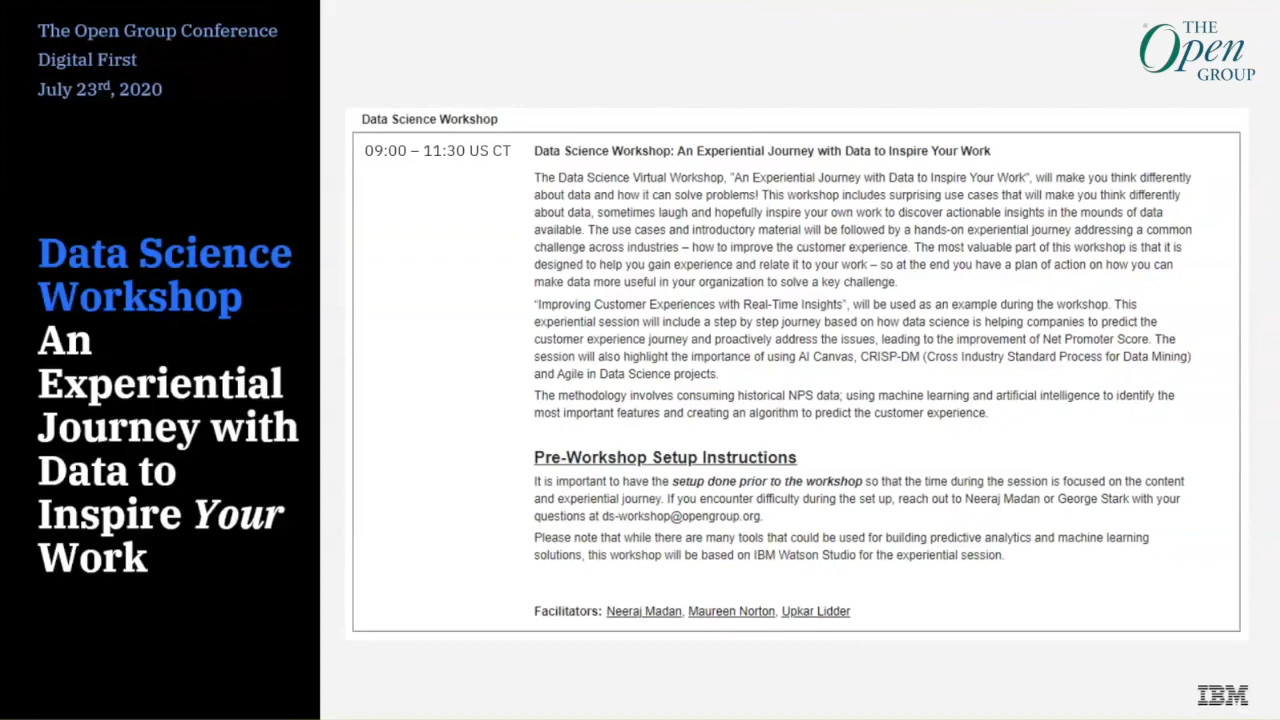 The Open Group Conference
Digital First
July 23rd, 2020
Data Science
Workshop
An
Experiential
Journey with
Data to
Inspire Your
Work
THE
Open
GROUP
Data Science Workshop
09:00 – 11:30 US CT
Data Science Workshop: An Experiential Journey with Data to Inspire Your Work
The Data Science Virtual Workshop, "An Experiential Journey with Data to Inspire Your Work", will make you think differently
about data and how it can solve problems! This workshop includes surprising use cases that will make you think differently
about data, sometimes laugh and hopefully inspire your own work to discover actionable insights in the mounds of data
available. The use cases and introductory material will be followed by a hands-on experiential journey addressing a common
challenge across industries – how to improve the customer experience. The most valuable part of this workshop is that it is
designed to help you gain experience and relate it to your work – so at the end you have a plan of action on how you can
make data more useful in your organization to solve a key challenge.
“Improving Customer Experiences with Real-Time Insights”, will be used as an example during the workshop. This
experiential session will include a step by step journey based on how data science is helping companies to predict the
customer experience journey and proactively address the issues, leading to the improvement of Net Promoter Score. The
session will also highlight the importance of using AI Canvas, CRISP-DM (Cross Industry Standard Process for Data Mining)
and Agile in Data Science projects.
The methodology involves consuming historical NPS data; using machine learning and artificial intelligence to identify the
most important features and creating an algorithm to predict the customer experience.
Pre-Workshop Setup Instructions
It is important to have the setup done prior to the workshop so that the time during the session is focused on the content
and experiential journey. If you encounter difficulty during the set up, reach out to Neeraj Madan or George Stark with your
questions at ds-workshop@opengroup.org.
Please note that while there are many tools that could be used for building predictive analytics and machine learning
solutions, this workshop will be based on IBM Watson Studio for the experiential session.
Facilitators: Neeraj Madan, Maureen Norton, Upkar Lidder
IBM